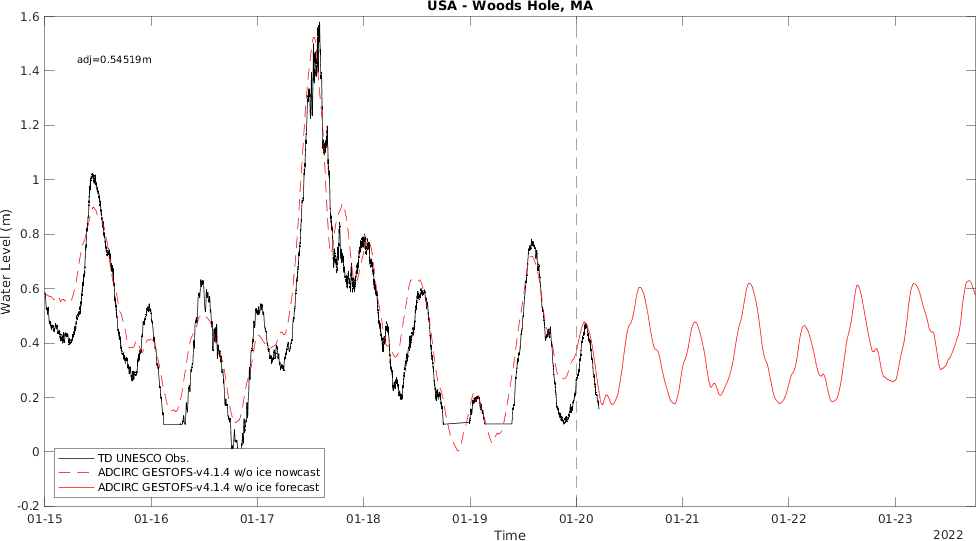 USA - Woods Hole, MA
adj=0.54519m
Water Level (m)
1.6
1.4
1.2
1
0.8
0.6
0.4
0.2
0
-0.2
TD UNESCO Obs.
ADCIRC GESTOFS-v4.1.4 w/o ice nowcast
ADCIRC GESTOFS-v4.1.4 w/o ice forecast
01-15 01-16 01-17 01-18 01-19 01-20 01-21 01-22 01-23
Time
2022